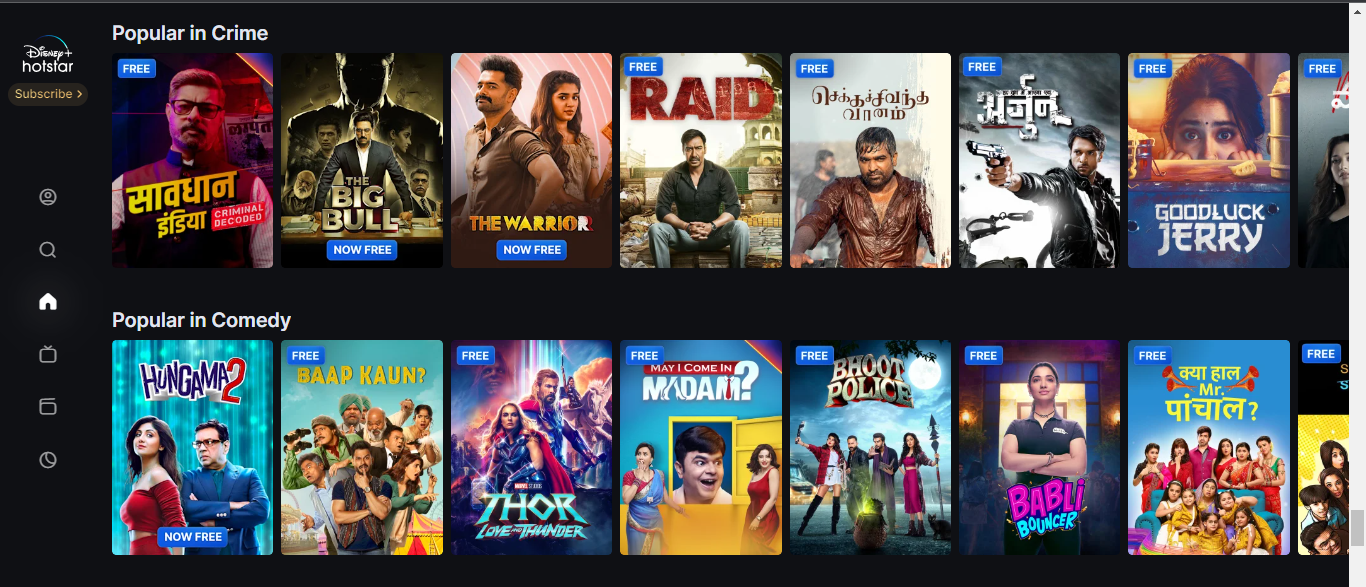 Disney+
hotstar
Subscribe >
Popular in Crime
FREE
सावधान
इंडिया
CRIMINAL
DECODED
THE
BIG
BULL
NOW FREE
THE WARRIOR
NOW FREE
FREE
RAID
FREE
செக்கச்சிவந்த
வானம்
FREE
अर्जुन
FREE
GOODLUCK
JERRY
FREE
Popular in Comedy
HUNGAMA 2
NOW FREE
FREE
BAAP KAUN?
FREE
MARVEL STUDIOS
THOR
LOVE AND THUNDER
FREE
MAY I COME IN
MADAM?
FREE
BHOOT
POLICE
FREE
BABLI
BOUNCER
FREE
क्या हाल
Mr.
पांचाल?
FREE